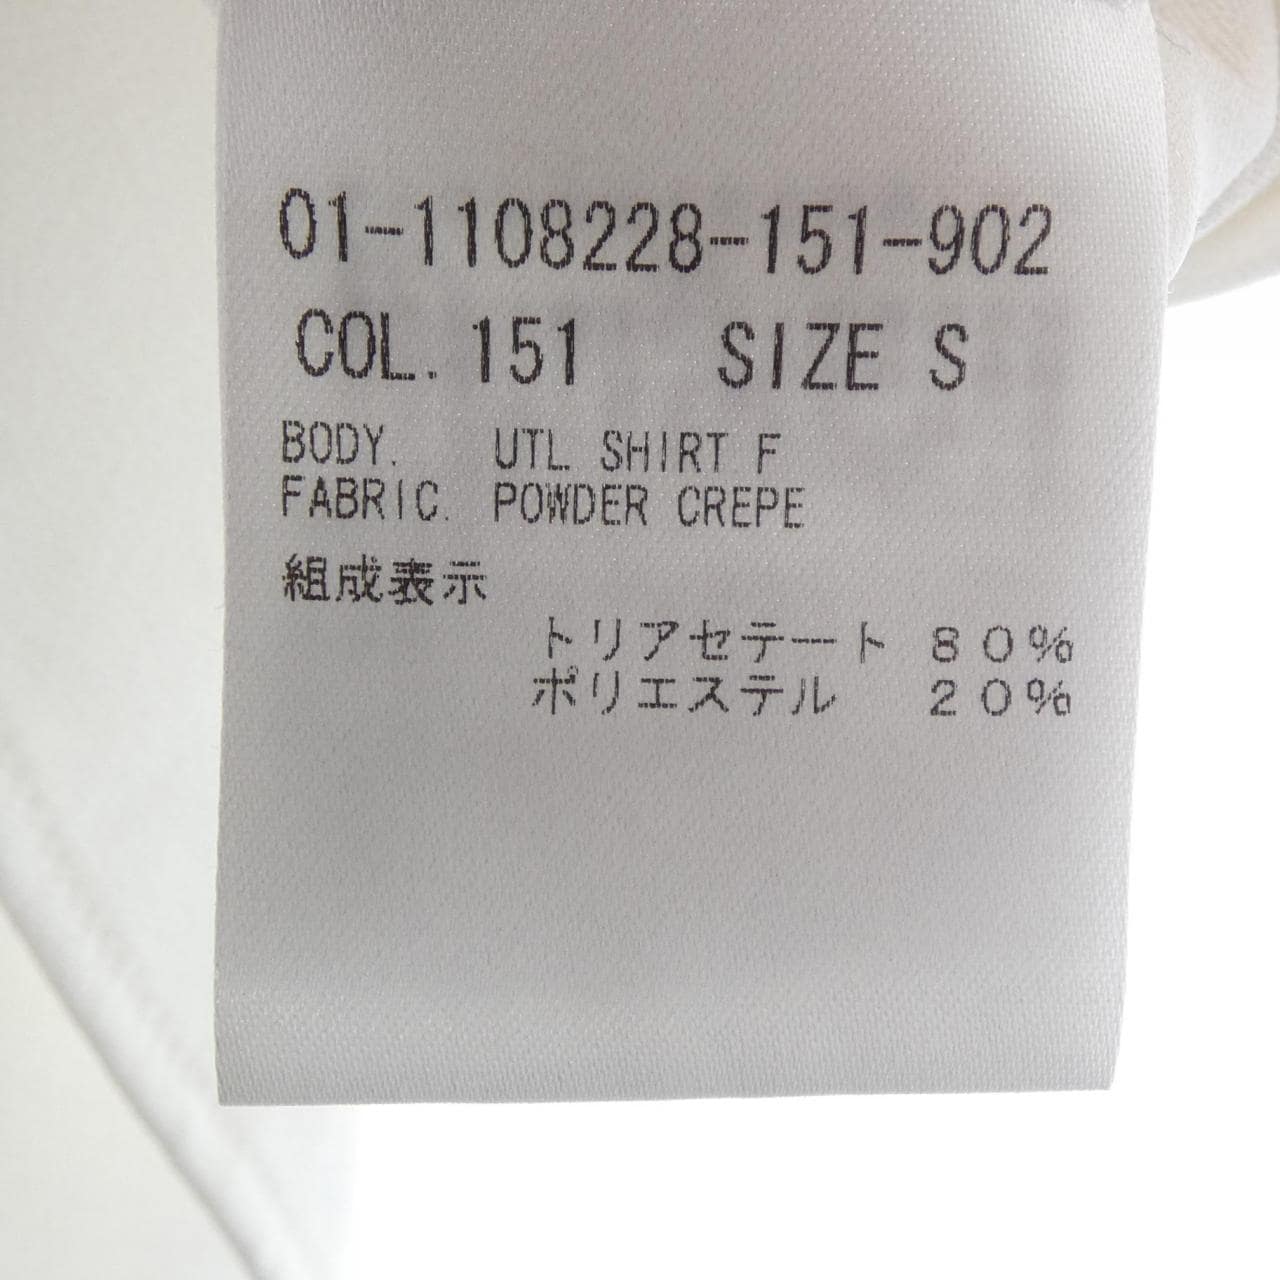 01-1108228-151-902
COL. 151 SIZE S
BODY. UTL SHIRT F
FABRIC. POWDER CREPE
組成表示
トリアセテート 80%
ポリエステル 20%